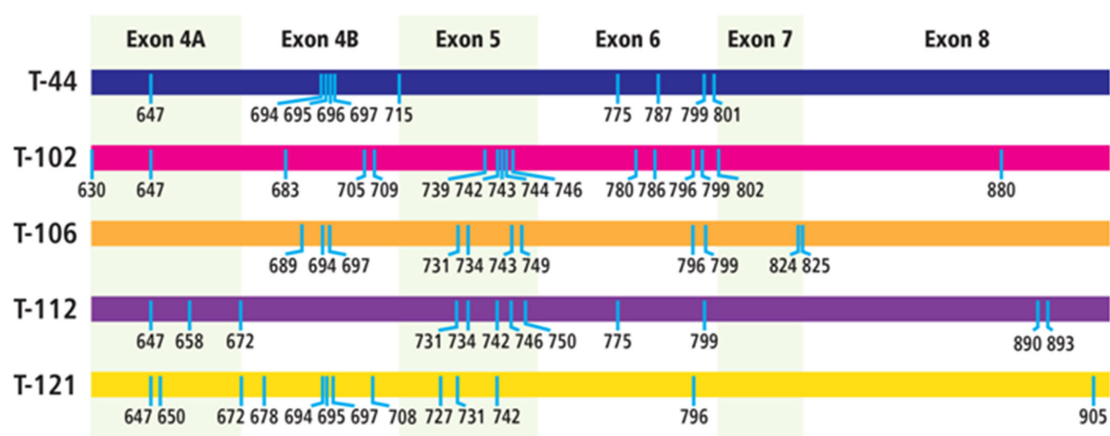 Exon 4A Exon 4B Exon 5 Exon 6 Exon 7 Exon 8
T-44
647 694 695 696 697 715 775 787 799 801
T-102
630 647 683 705 709 739 742 743 744 746 780 786 796 799 802 880
T-106
689 694 697 731 734 743 749 796 799 824 825
T-112
647 658 672 731 734 742 746 750 775 799 890 893
T-121
647 650 672 678 694 695 697 708 727 731 742 796 905